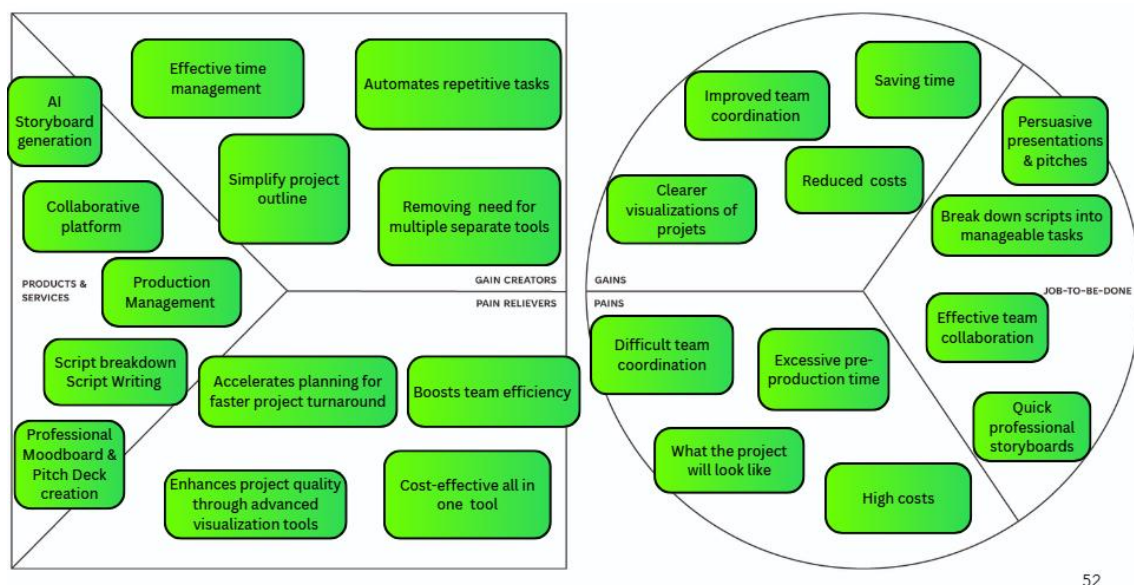 AI
Storyboard
generation
Effective time
management
Automates repetitive tasks
Simplify project
outline
Collaborative
platform
Removing need for
multiple separate tools
PRODUCTS &
SERVICES
Production
Management
GAIN CREATORS
PAIN RELIEVERS
Script breakdown
Script Writing
Accelerates planning for
faster project turnaround
Boosts team efficiency
Professional
Moodboard &
Pitch Deck
creation
Enhances project quality
through advanced
visualization tools
Cost-effective all in
one tool
Saving time
Improved team
coordination
Persuasive
presentations
& pitches
Reduced costs
Clearer
visualizations of
projets
Break down scripts into
manageable tasks
GAINS
PAINS
JOB-TO-BE-DONE
Effective team
collaboration
Difficult team
coordination
Excessive pre-
production time
Quick
professional
storyboards
What the project
will look like
High costs
52